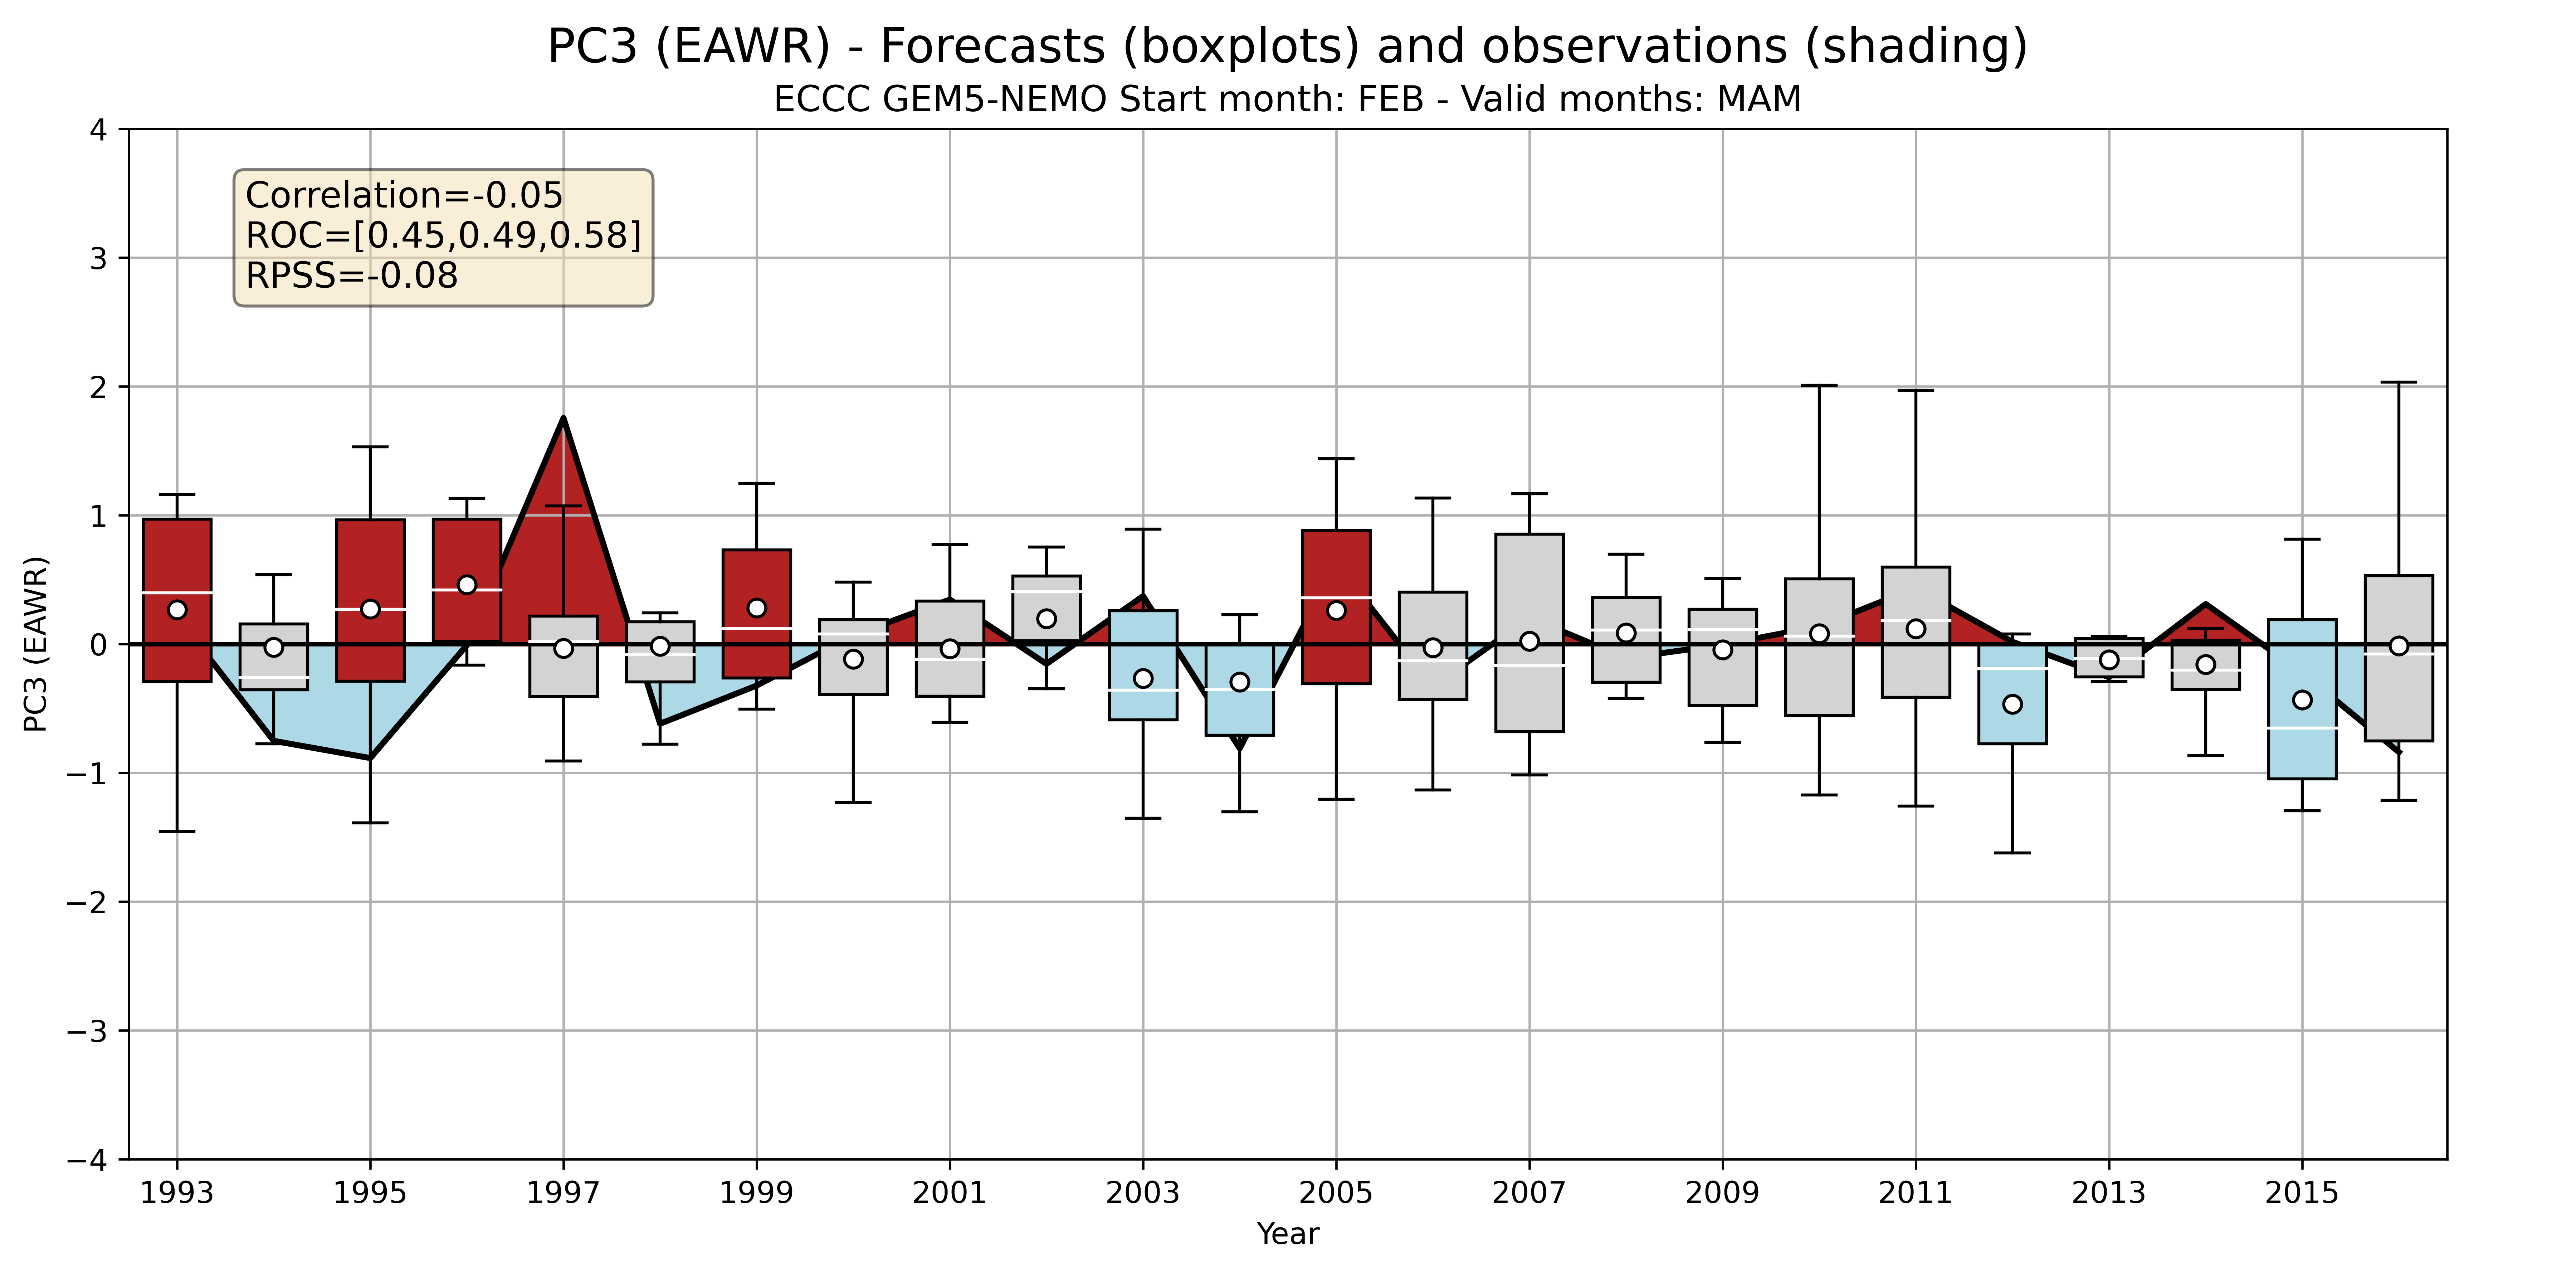 PC3 (EAWR) - Forecasts (boxplots) and observations (shading)
ECCC GEM5-NEMO Start month: FEB - Valid months: MAM
Correlation=-0.05
ROC=[0.45,0.49,0.58]
RPSS=-0.08
PC3 (EAWR)
4
3
2
1
0
−1
−2
−3
−4
1993 1995 1997 1999 2001 2003 2005 2007 2009 2011 2013 2015
Year